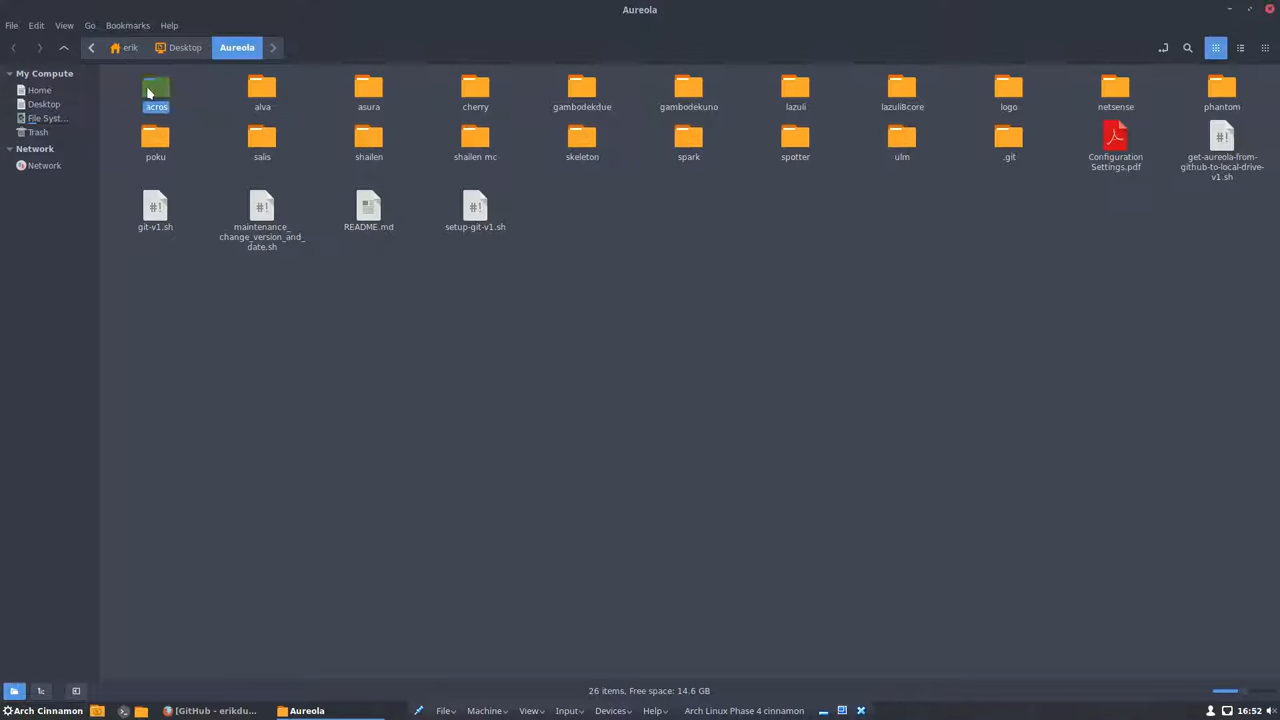 Aureola
File Edit View Go Bookmarks Help
erik Desktop Aureola
My Compute
Home
Desktop
File Syst...
Trash
Network
Network
acros alva asura cherry gambodekdue gambodekuno lazuli lazuli8core logo netsense phantom
poku salis shailen shailen mc skeleton spark spotter ulm .git Configuration Settings.pdf get-aureola-from-github-to-local-drive-v1.sh
git-v1.sh maintenance_change_version_and_date.sh README.md setup-git-v1.sh
26 items, Free space: 14.6 GB
Arch Cinnamon [GitHub - erikdu... Aureola File Machine View Input Devices Help Arch Linux Phase 4 cinnamon 16:52